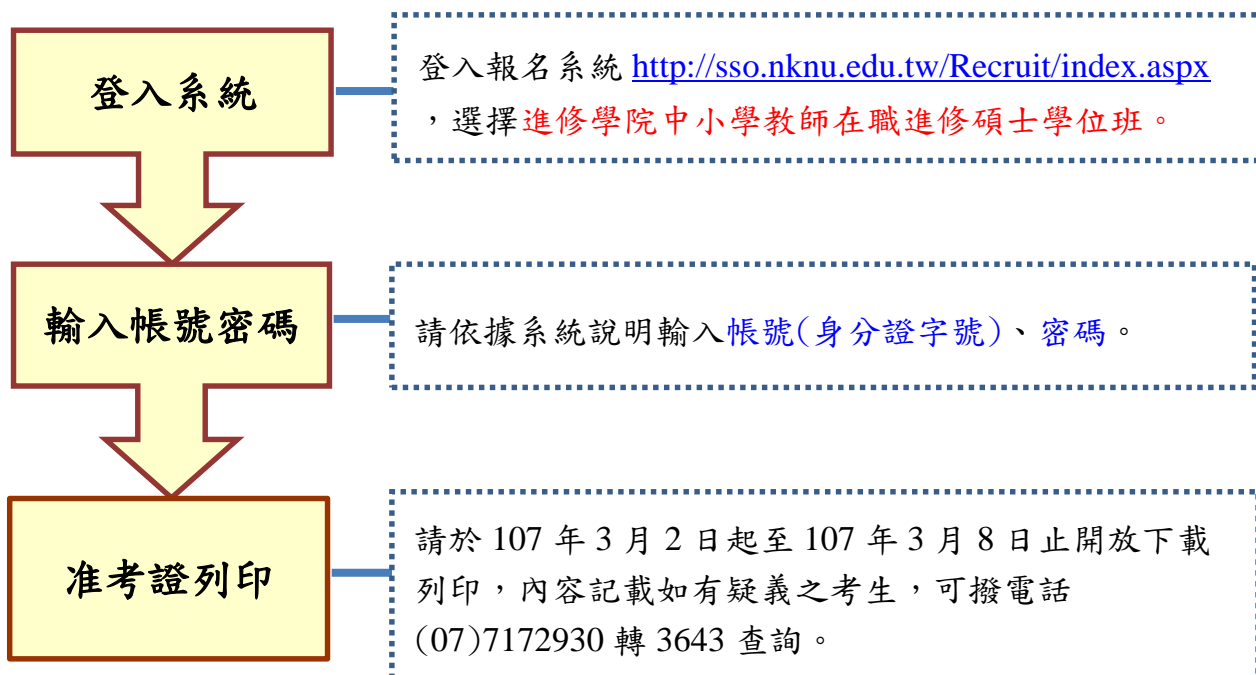 登入系統
登入報名系統 http://sso.nknu.edu.tw/Recruit/index.aspx
，選擇進修學院中小學教師在職進修碩士學位班。
輸入帳號密碼
請依據系統說明輸入帳號(身分證字號)、密碼。
准考證列印
請於 107 年 3 月 2 日起至 107 年 3 月 8 日止開放下載
列印，內容記載如有疑義之考生，可撥電話
(07)7172930 轉 3643 查詢。